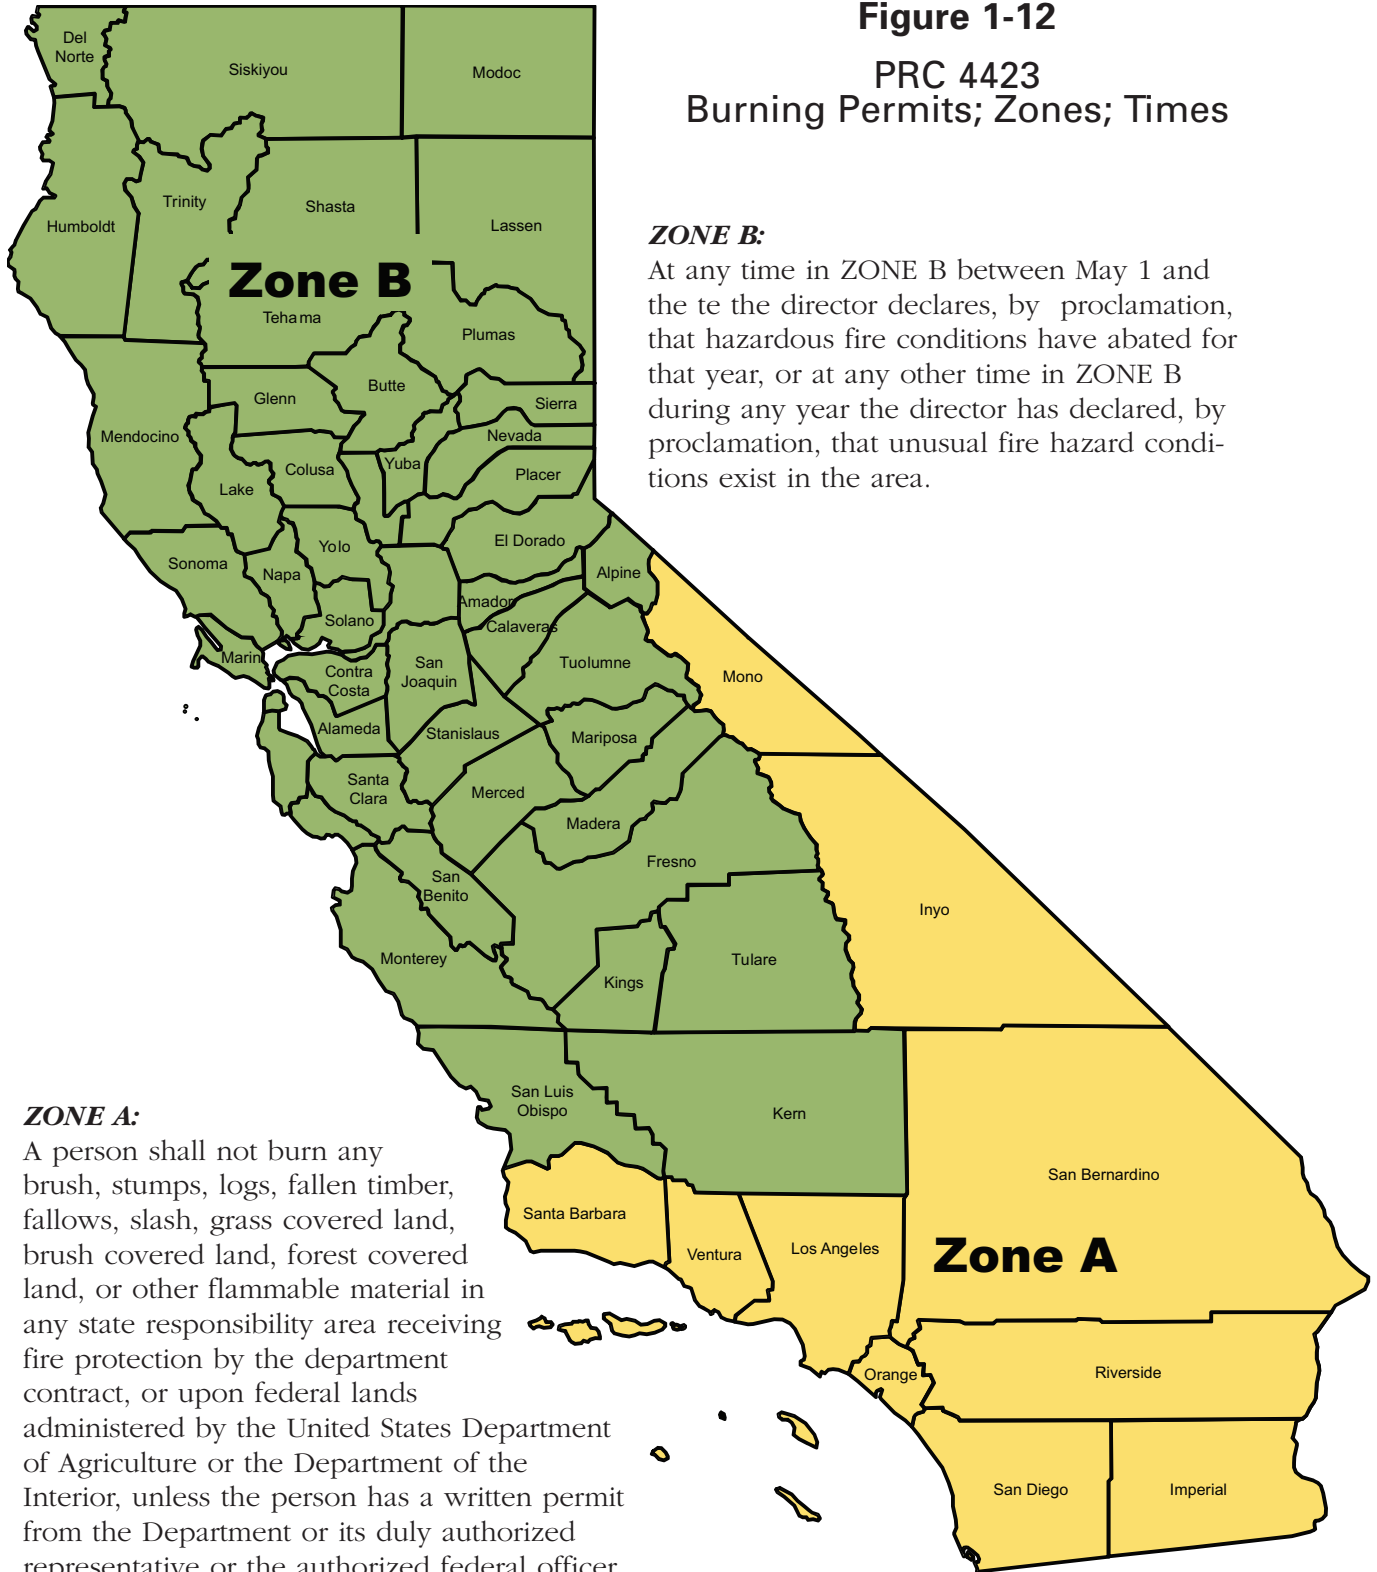 Figure 1-12
PRC 4423
Burning Permits; Zones; Times
Del
Norte
Siskiyou
Modoc
Humboldt
Trinity
Shasta
Lassen
Zone B
Tehama
Plumas
ZONE B:
At any time in ZONE B between May 1 and
the te the director declares, by proclamation,
that hazardous fire conditions have abated for
that year, or at any other time in ZONE B
during any year the director has declared, by
proclamation, that unusual fire hazard condi-
tions exist in the area.
Butte
Glenn
Sierra
Mendocino
Nevada
Colusa
Yuba
Placer
Lake
Yolo
El Dorado
Sonoma
Napa
Alpine
Amador
Solano
Calaveras
Marin
Contra
Costa
San
Joaquin
Tuolumne
Mono
Alameda
Stanislaus
Mariposa
Santa
Clara
Merced
Madera
Fresno
San
Benito
Inyo
Monterey
Kings
Tulare
San Luis
Obispo
Kern
San Bernardino
Santa Barbara
Ventura
Los Angeles
Zone A
Orange
Riverside
San Diego
Imperial
ZONE A:
A person shall not burn any
brush, stumps, logs, fallen timber,
fallows, slash, grass covered land,
brush covered land, forest covered
land, or other flammable material in
any state responsibility area receiving
fire protection by the department
contract, or upon federal lands
administered by the United States Department
of Agriculture or the Department of the
Interior, unless the person has a written permit
from the Department or its duly authorized
representative or the authorized federal officer